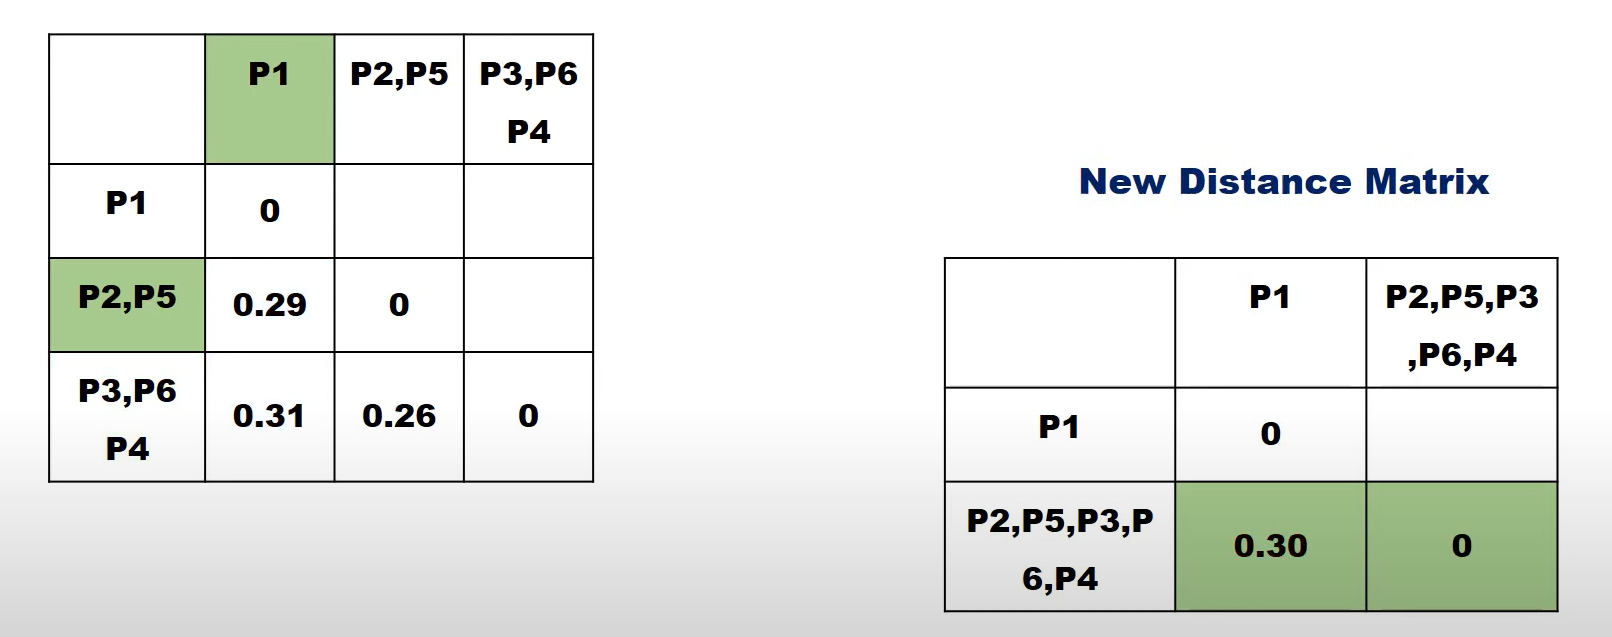 P1
P2,P5
P3,P6
P4
P1
0
P2,P5
0.29
0
P3,P6
P4
0.31
0.26
0
New Distance Matrix
P1
P2,P5,P3
,P6,P4
P1
0
P2,P5,P3,P
6,P4
0.30
0